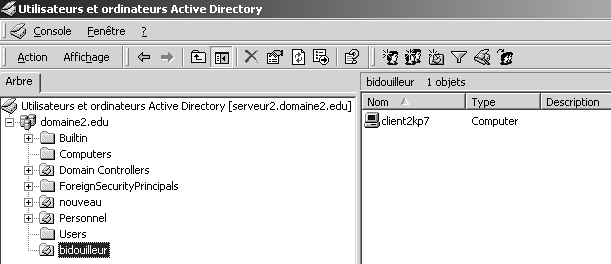 Utilisateurs et ordinateurs Active Directory
Console Fenêtre ?
Action Affichage
Arbre
bidouilleur 1 objets
Utilisateurs et ordinateurs Active Directory [serveur2.domaine2.edu]
Nom Type Description
domaine2.edu
client2kp7 Computer
Builtin
Computers
Domain Controllers
ForeignSecurityPrincipals
nouveau
Personnel
Users
bidouilleur